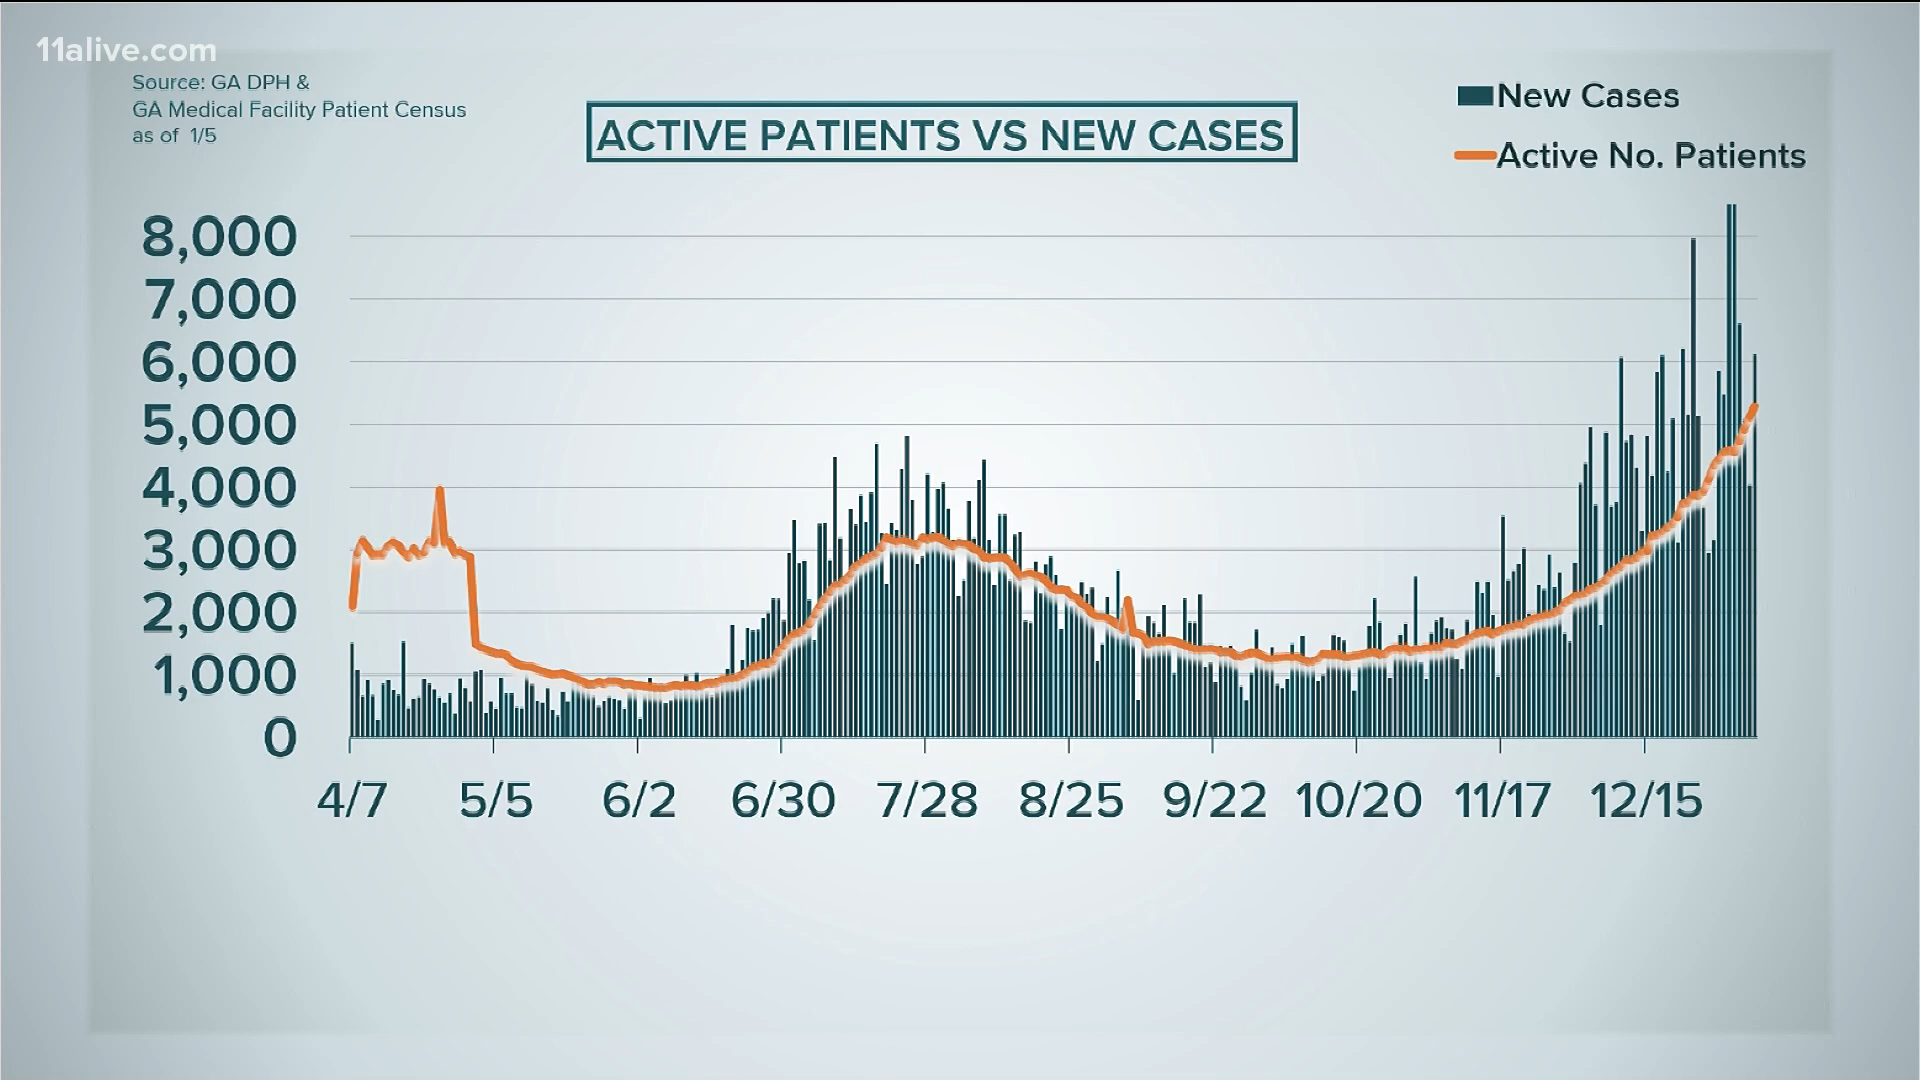 11alive.com
Source: GA DPH &
GA Medical Facility Patient Census
as of 1/5
ACTIVE PATIENTS VS NEW CASES
New Cases
Active No. Patients
8,000
7,000
6,000
5,000
4,000
3,000
2,000
1,000
0
4/7 5/5 6/2 6/30 7/28 8/25 9/22 10/20 11/17 12/15